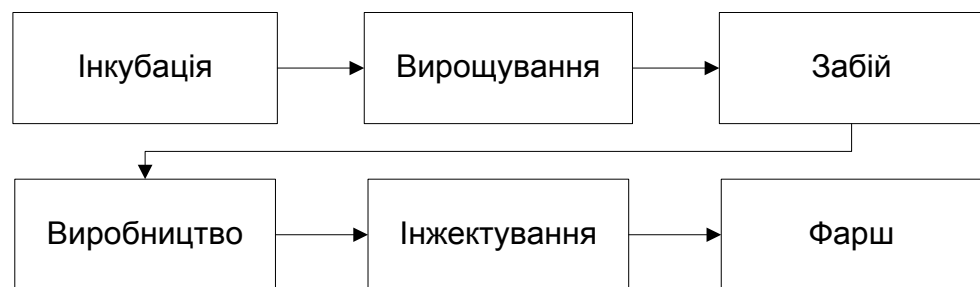 Інкубація
Вирощування
Забій
Виробництво
Інжектування
Фарш